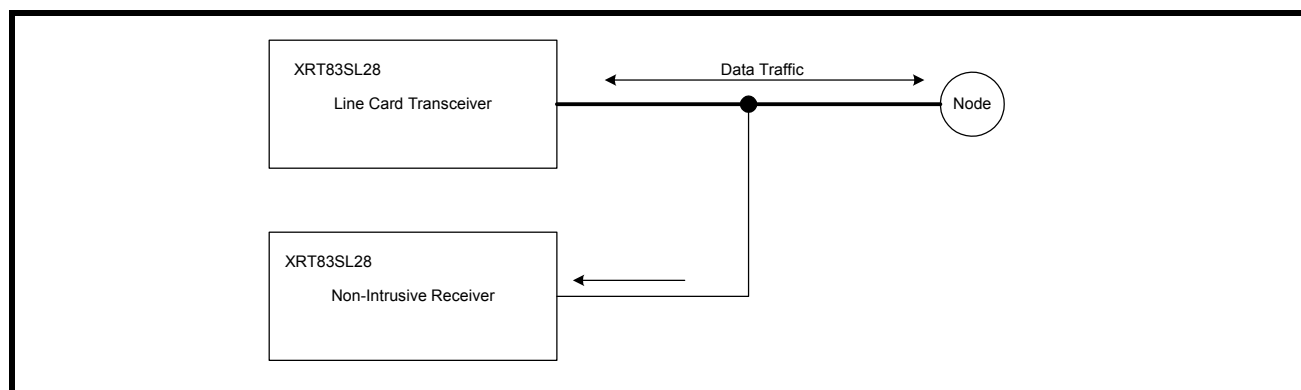 XRT83SL28
Line Card Transceiver
Data Traffic
Node
XRT83SL28
Non-Intrusive Receiver